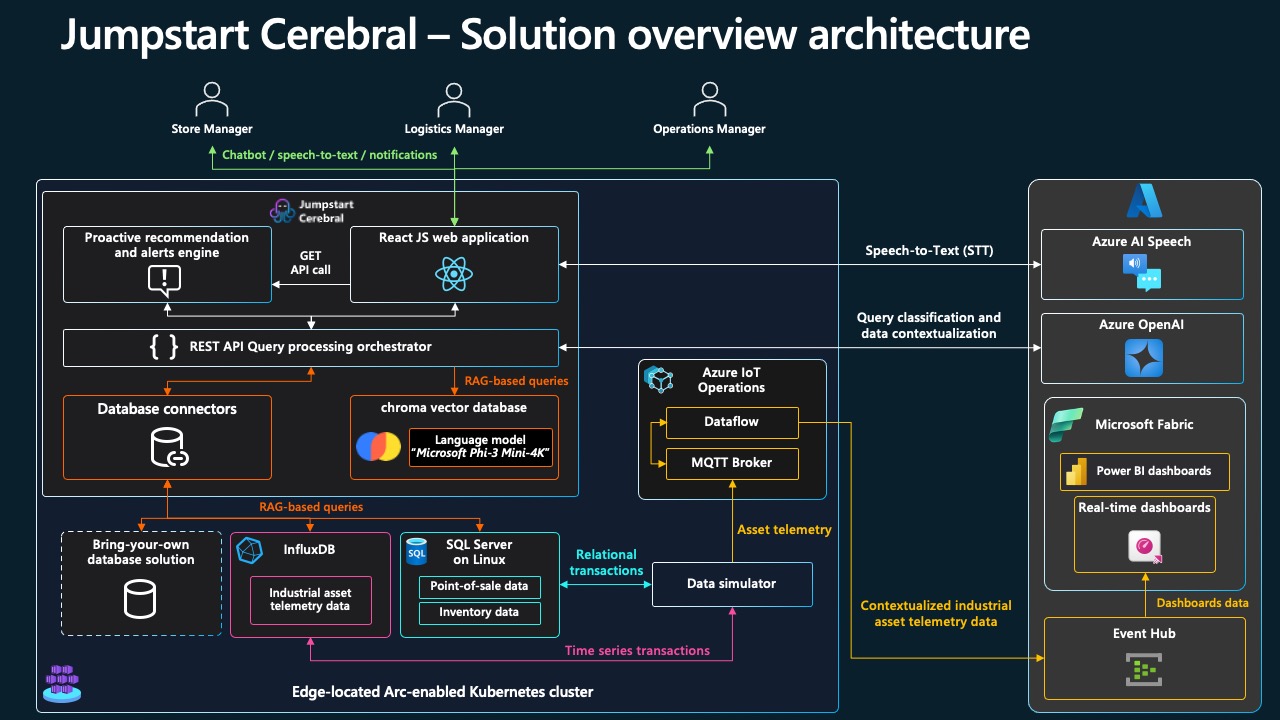 Jumpstart Cerebral – Solution overview architecture
Store Manager
Logistics Manager
Operations Manager
Chatbot / speech-to-text / notifications
Jumpstart
Cerebral
Proactive recommendation
and alerts engine
GET
API call
React JS web application
Speech-to-Text (STT)
Azure AI Speech
{ } REST API Query processing orchestrator
Query classification and
data contextualization
Azure OpenAI
RAG-based queries
Database connectors
chroma vector database
Language model
"Microsoft Phi-3 Mini-4K"
Azure IoT
Operations
Dataflow
MQTT Broker
Microsoft Fabric
Power BI dashboards
Real-time dashboards
RAG-based queries
Bring-your-own
database solution
InfluxDB
Industrial asset
telemetry data
SQL
SQL Server
on Linux
Point-of-sale data
Inventory data
Relational
transactions
Asset telemetry
Data simulator
Contextualized industrial
asset telemetry data
Dashboards data
Event Hub
Time series transactions
Edge-located Arc-enabled Kubernetes cluster